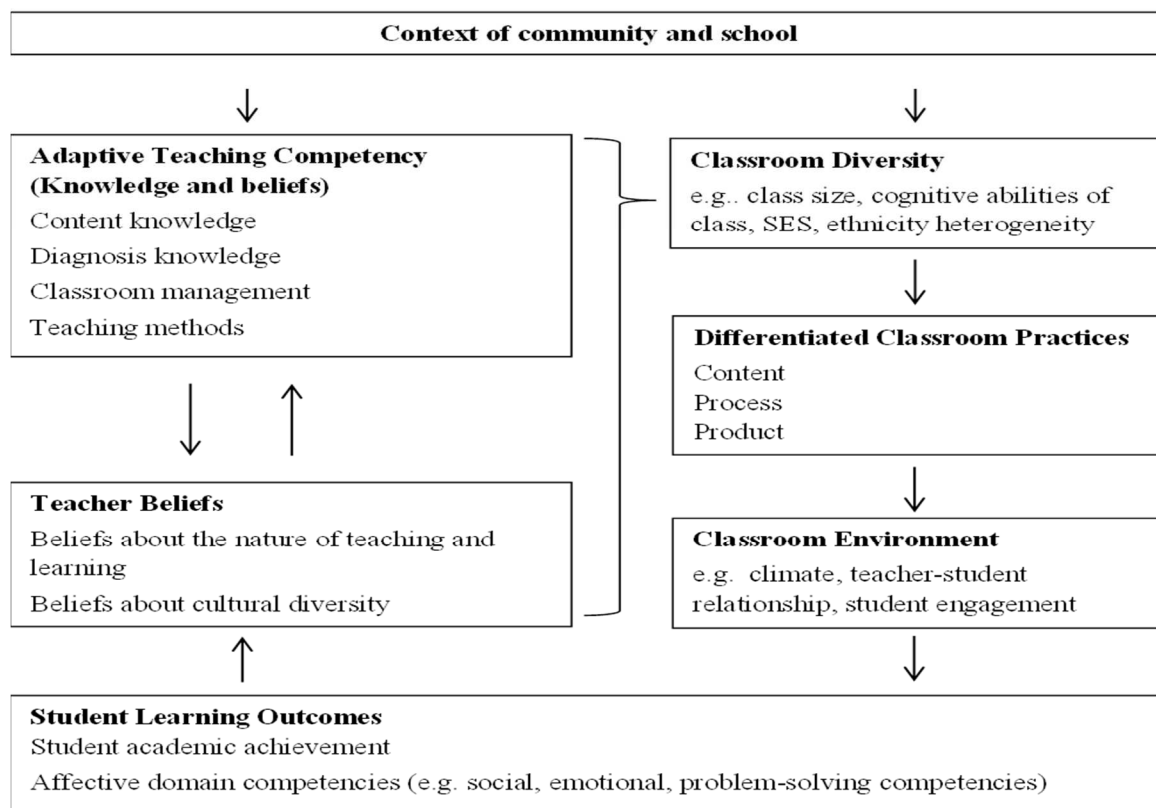 Context of community and school
Adaptive Teaching Competency
(Knowledge and beliefs)
Content knowledge
Diagnosis knowledge
Classroom management
Teaching methods
Teacher Beliefs
Beliefs about the nature of teaching and
learning
Beliefs about cultural diversity
Classroom Diversity
e.g.. class size, cognitive abilities of
class, SES, ethnicity heterogeneity
Differentiated Classroom Practices
Content
Process
Product
Classroom Environment
e.g. climate, teacher-student
relationship, student engagement
Student Learning Outcomes
Student academic achievement
Affective domain competencies (e.g. social, emotional, problem-solving competencies)